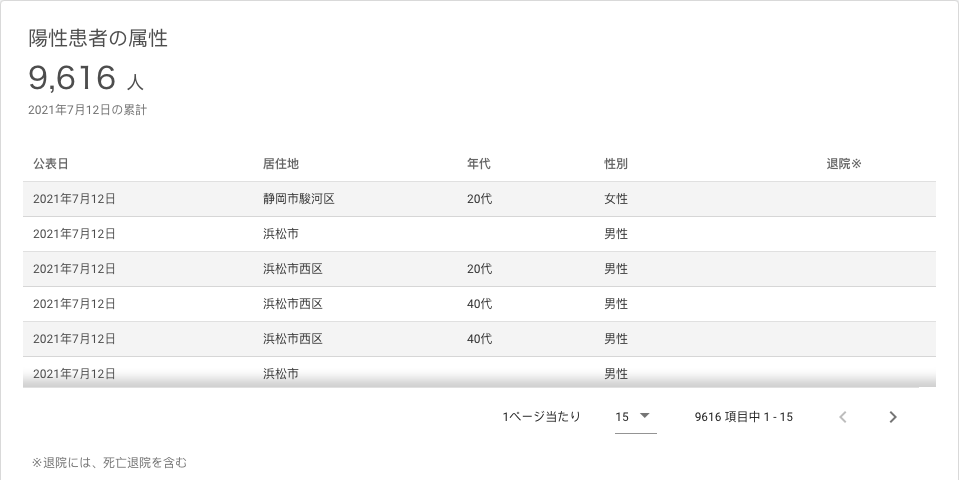 陽性患者の属性
9,616 人
2021年7月12日の累計
公表日 居住地 年代 性別 退院※
2021年7月12日 静岡市駿河区 20代 女性
2021年7月12日 浜松市 男性
2021年7月12日 浜松市西区 20代 男性
2021年7月12日 浜松市西区 40代 男性
2021年7月12日 浜松市西区 40代 男性
2021年7月12日 浜松市 男性
1ページ当たり 15 9616 項目中 1 - 15
※退院には、死亡退院を含む